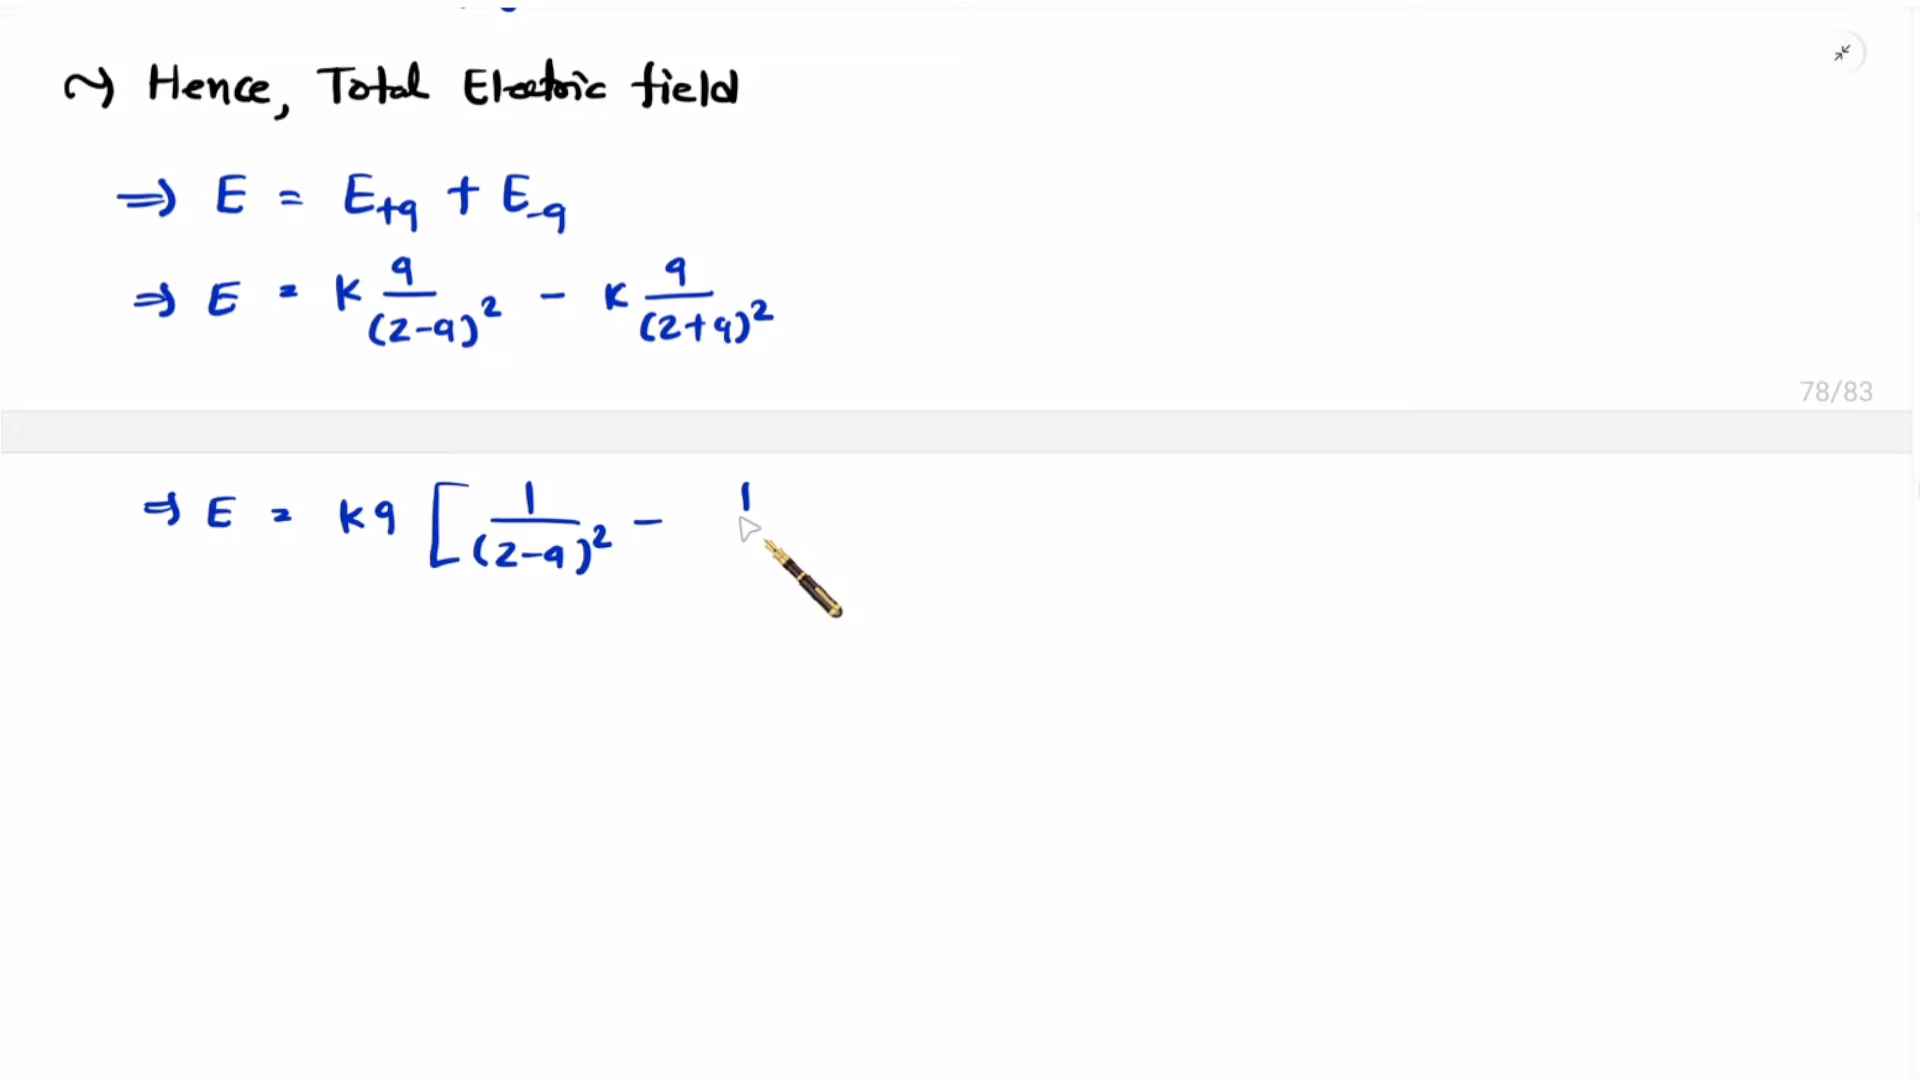 ~) Hence, Total Electric field
⇒ E = E+q + E-q
⇒ E = K q/(z-a)² - K q/(z+a)²
78/83
⇒ E = kq [ 1/(z-a)² - 1